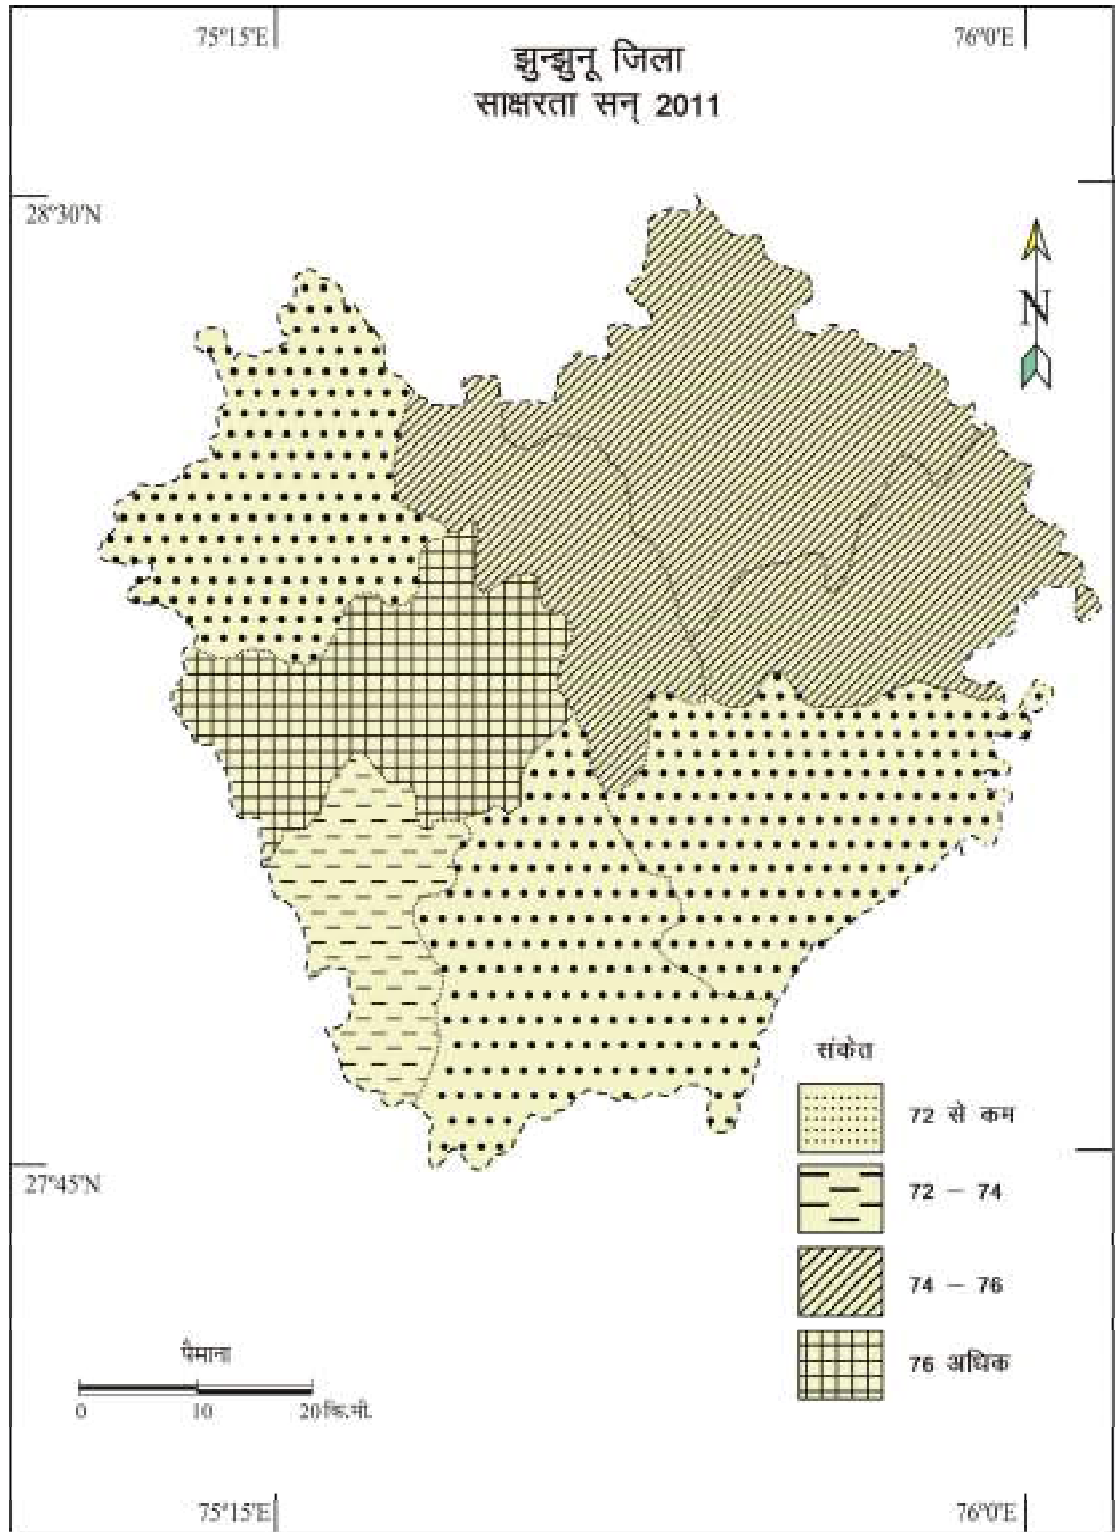 75°15'E
76°0'E
झुन्झुनू जिला
साक्षरता सन् 2011
28°30'N
N
27°45'N
संकेत
72 से कम
72 – 74
74 – 76
76 अधिक
पैमाना
0 10 20 कि.मी.
75°15'E
76°0'E